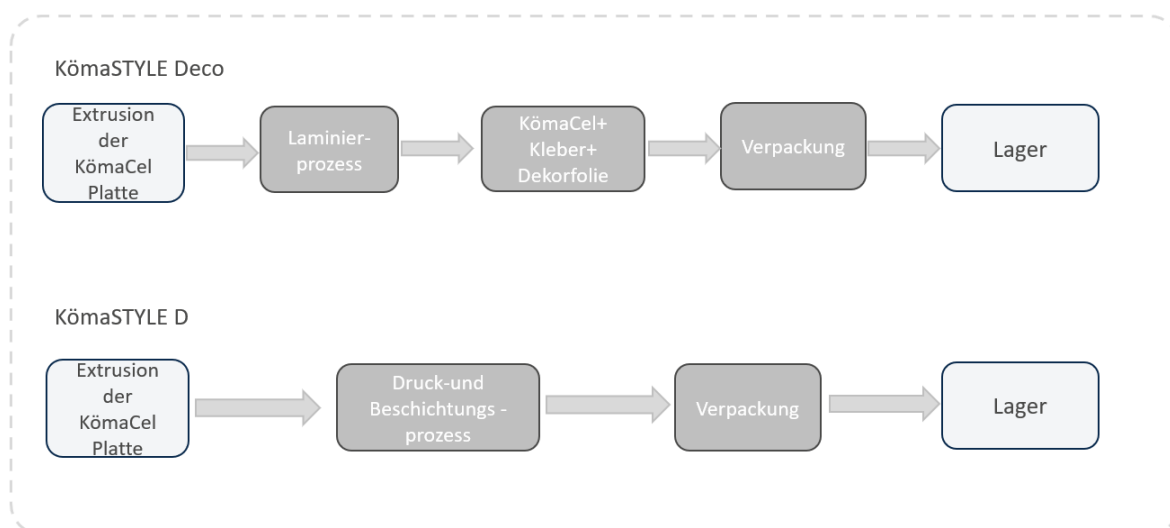 KömaSTYLE Deco
Extrusion
der
KömaCel
Platte
Laminier-
prozess
KömaCel+
Kleber+
Dekorfolie
Verpackung
Lager
KömaSTYLE D
Extrusion
der
KömaCel
Platte
Druck-und
Beschichtungs -
prozess
Verpackung
Lager